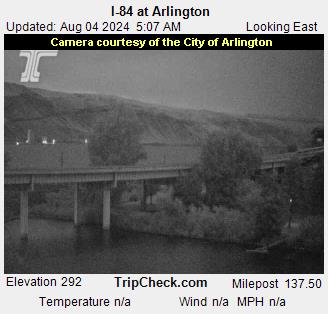 I-84 at Arlington
Updated: Aug 04 2024 5:07 AM Looking East
Camera courtesy of the City of Arlington
Elevation 292 TripCheck.com Milepost 137.50
Temperature n/a Wind n/a MPH n/a